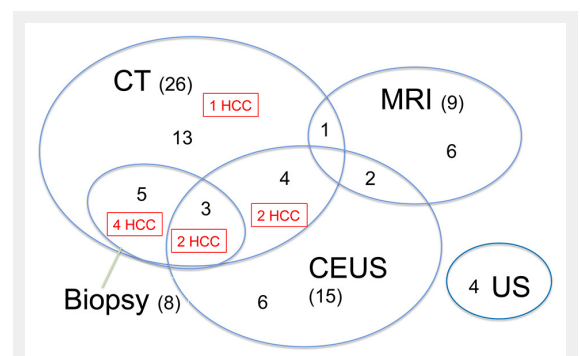 CT (26)
1 HCC
MRI (9)
13
1
6
4
2
5
3
4 HCC
2 HCC
2 HCC
CEUS
(15)
Biopsy (8)
6
4 US